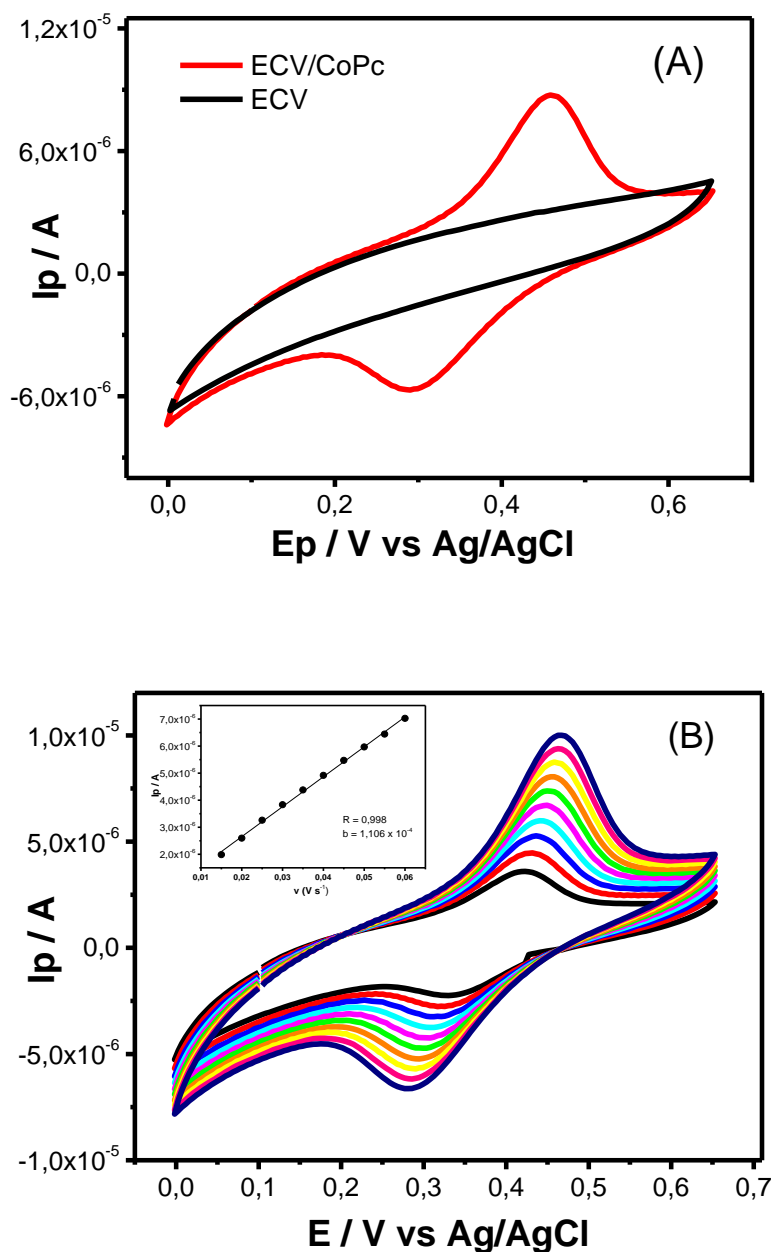 1,2x10⁻⁵
6,0x10⁻⁶
0,0
-6,0x10⁻⁶
Ip / A
ECV/CoPc
ECV
(A)
0,0 0,2 0,4 0,6
Ep / V vs Ag/AgCl
1,0x10⁻⁵
5,0x10⁻⁶
0,0
-5,0x10⁻⁶
-1,0x10⁻⁵
Ip / A
(B)
7,0x10⁻⁶
6,0x10⁻⁶
5,0x10⁻⁶
4,0x10⁻⁶
3,0x10⁻⁶
2,0x10⁻⁶
Ip / A
R = 0,998
b = 1,106 x 10⁻⁴
0,01 0,02 0,03 0,04 0,05 0,06
v (V s⁻¹)
0,0 0,1 0,2 0,3 0,4 0,5 0,6 0,7
E / V vs Ag/AgCl